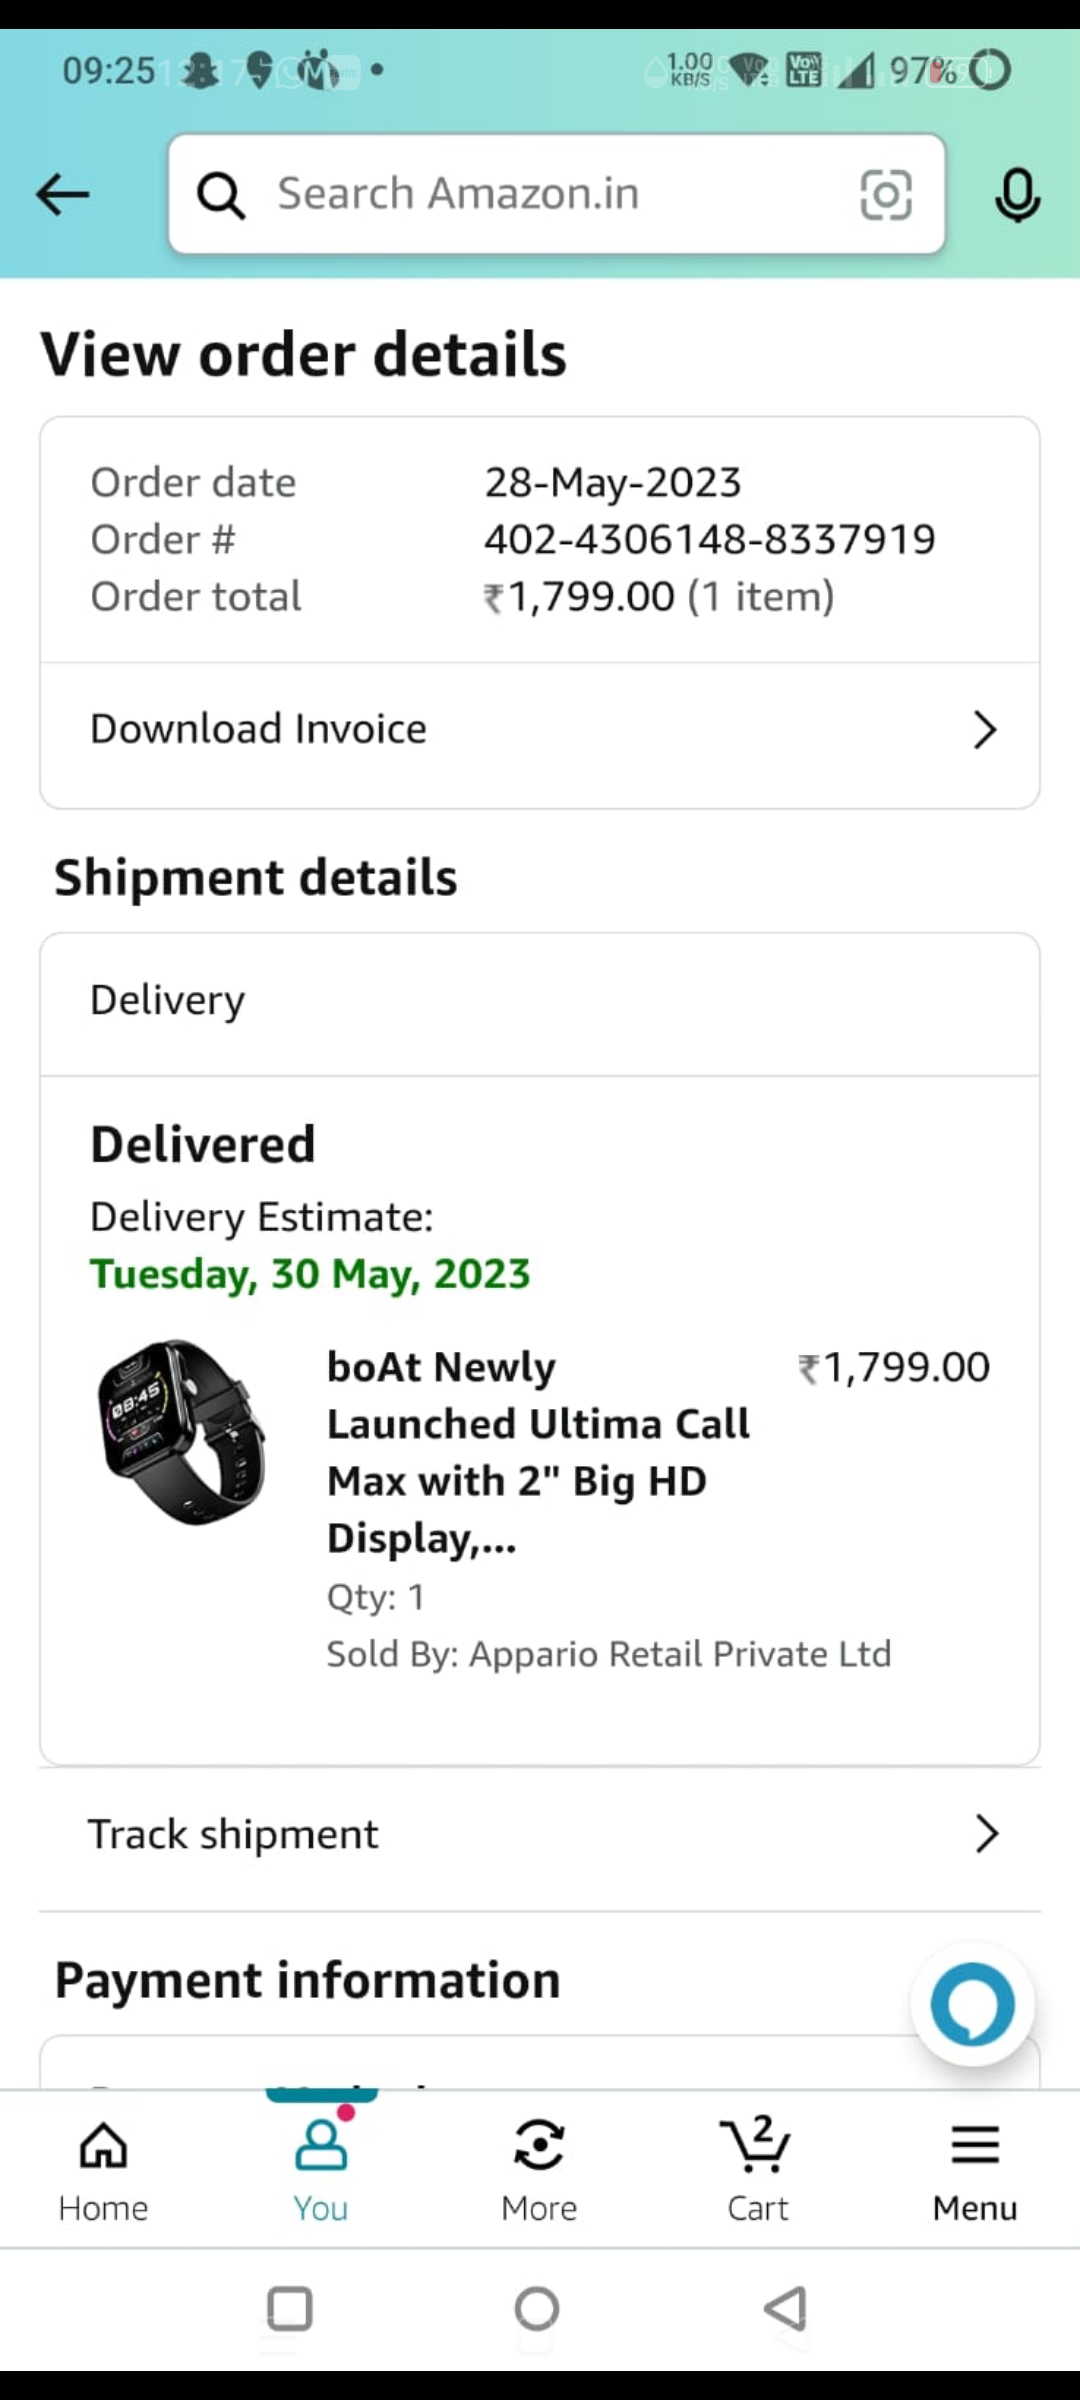 09:25
1.00
KB/S
97%
Search Amazon.in
View order details
Order date 28-May-2023
Order # 402-4306148-8337919
Order total ₹1,799.00 (1 item)
Download Invoice
Shipment details
Delivery
Delivered
Delivery Estimate:
Tuesday, 30 May, 2023
08:45
boAt Newly ₹1,799.00
Launched Ultima Call
Max with 2" Big HD
Display,...
Qty: 1
Sold By: Appario Retail Private Ltd
Track shipment
Payment information
2
Home You More Cart Menu